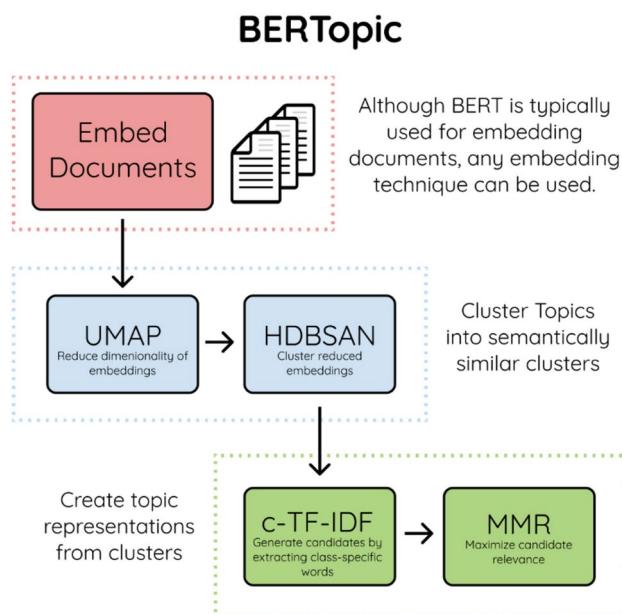 BERTopic
Embed
Documents
Although BERT is typically
used for embedding
documents, any embedding
technique can be used.
UMAP
Reduce dimenionality of
embeddings
HDBSAN
Cluster reduced
embeddings
Cluster Topics
into semantically
similar clusters
Create topic
representations
from clusters
c-TF-IDF
Generate candidates by
extracting class-specific
words
MMR
Maximize candidate
relevance